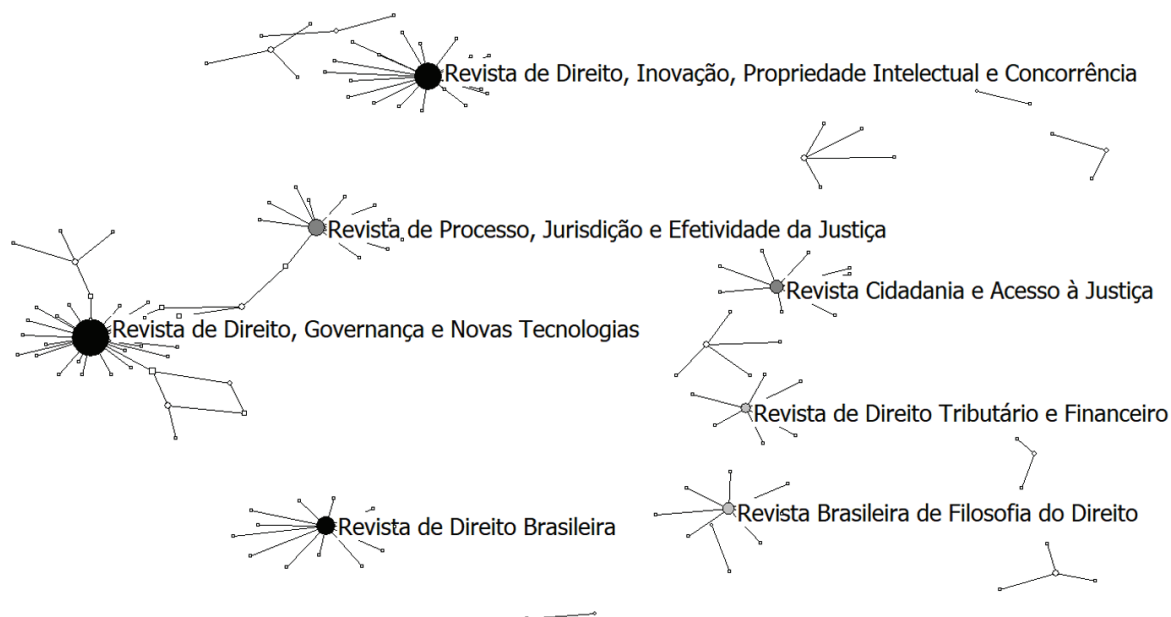 Revista de Direito, Inovação, Propriedade Intelectual e Concorrência
Revista de Processo, Jurisdição e Efetividade da Justiça
Revista Cidadania e Acesso à Justiça
Revista de Direito, Governança e Novas Tecnologias
Revista de Direito Tributário e Financeiro
Revista Brasileira de Filosofia do Direito
Revista de Direito Brasileira